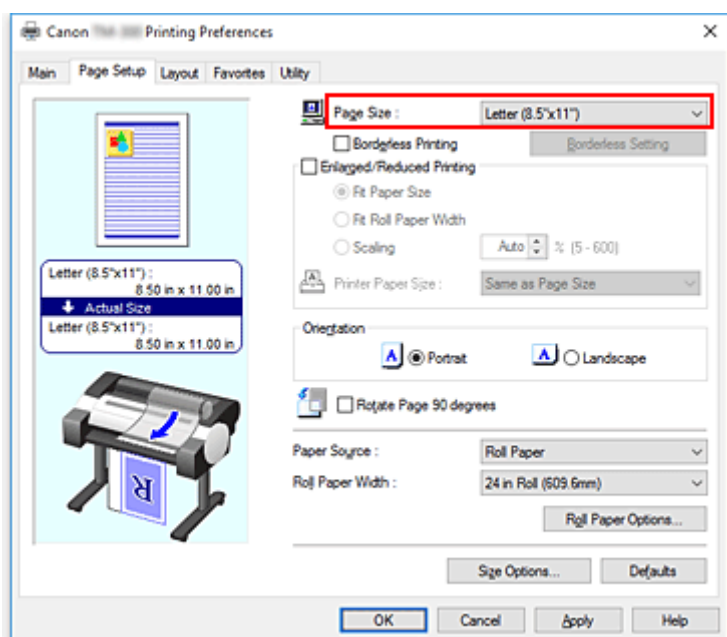 Canon Printing Preferences
Main Page Setup Layout Favorites Utility
Page Size : Letter (8.5"x11")
Borderless Printing Borderless Setting
Enlarged/Reduced Printing
Fit Paper Size
Fit Roll Paper Width
Scaling Auto % (5 - 600)
Printer Paper Size : Same as Page Size
Letter (8.5"x11") :
8.50 in x 11.00 in
Actual Size
Letter (8.5"x11") :
8.50 in x 11.00 in
Orientation
A Portrait A Landscape
Rotate Page 90 degrees
Paper Source : Roll Paper
Roll Paper Width : 24 in Roll (609.6mm)
Roll Paper Options...
R
Size Options... Defaults
OK Cancel Apply Help